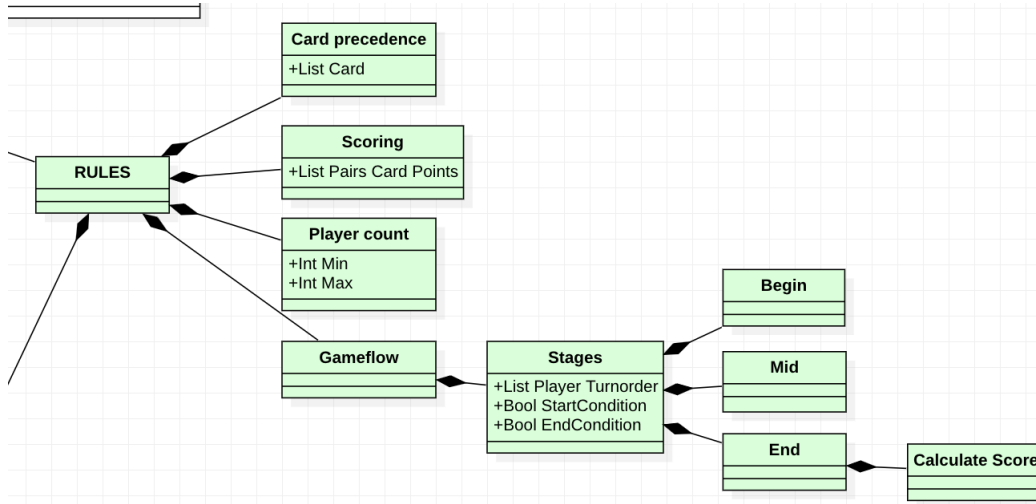 Card precedence
+List Card
Scoring
+List Pairs Card Points
RULES
Player count
+Int Min
+Int Max
Gameflow
Stages
+List Player Turnorder
+Bool StartCondition
+Bool EndCondition
Begin
Mid
End
Calculate Score